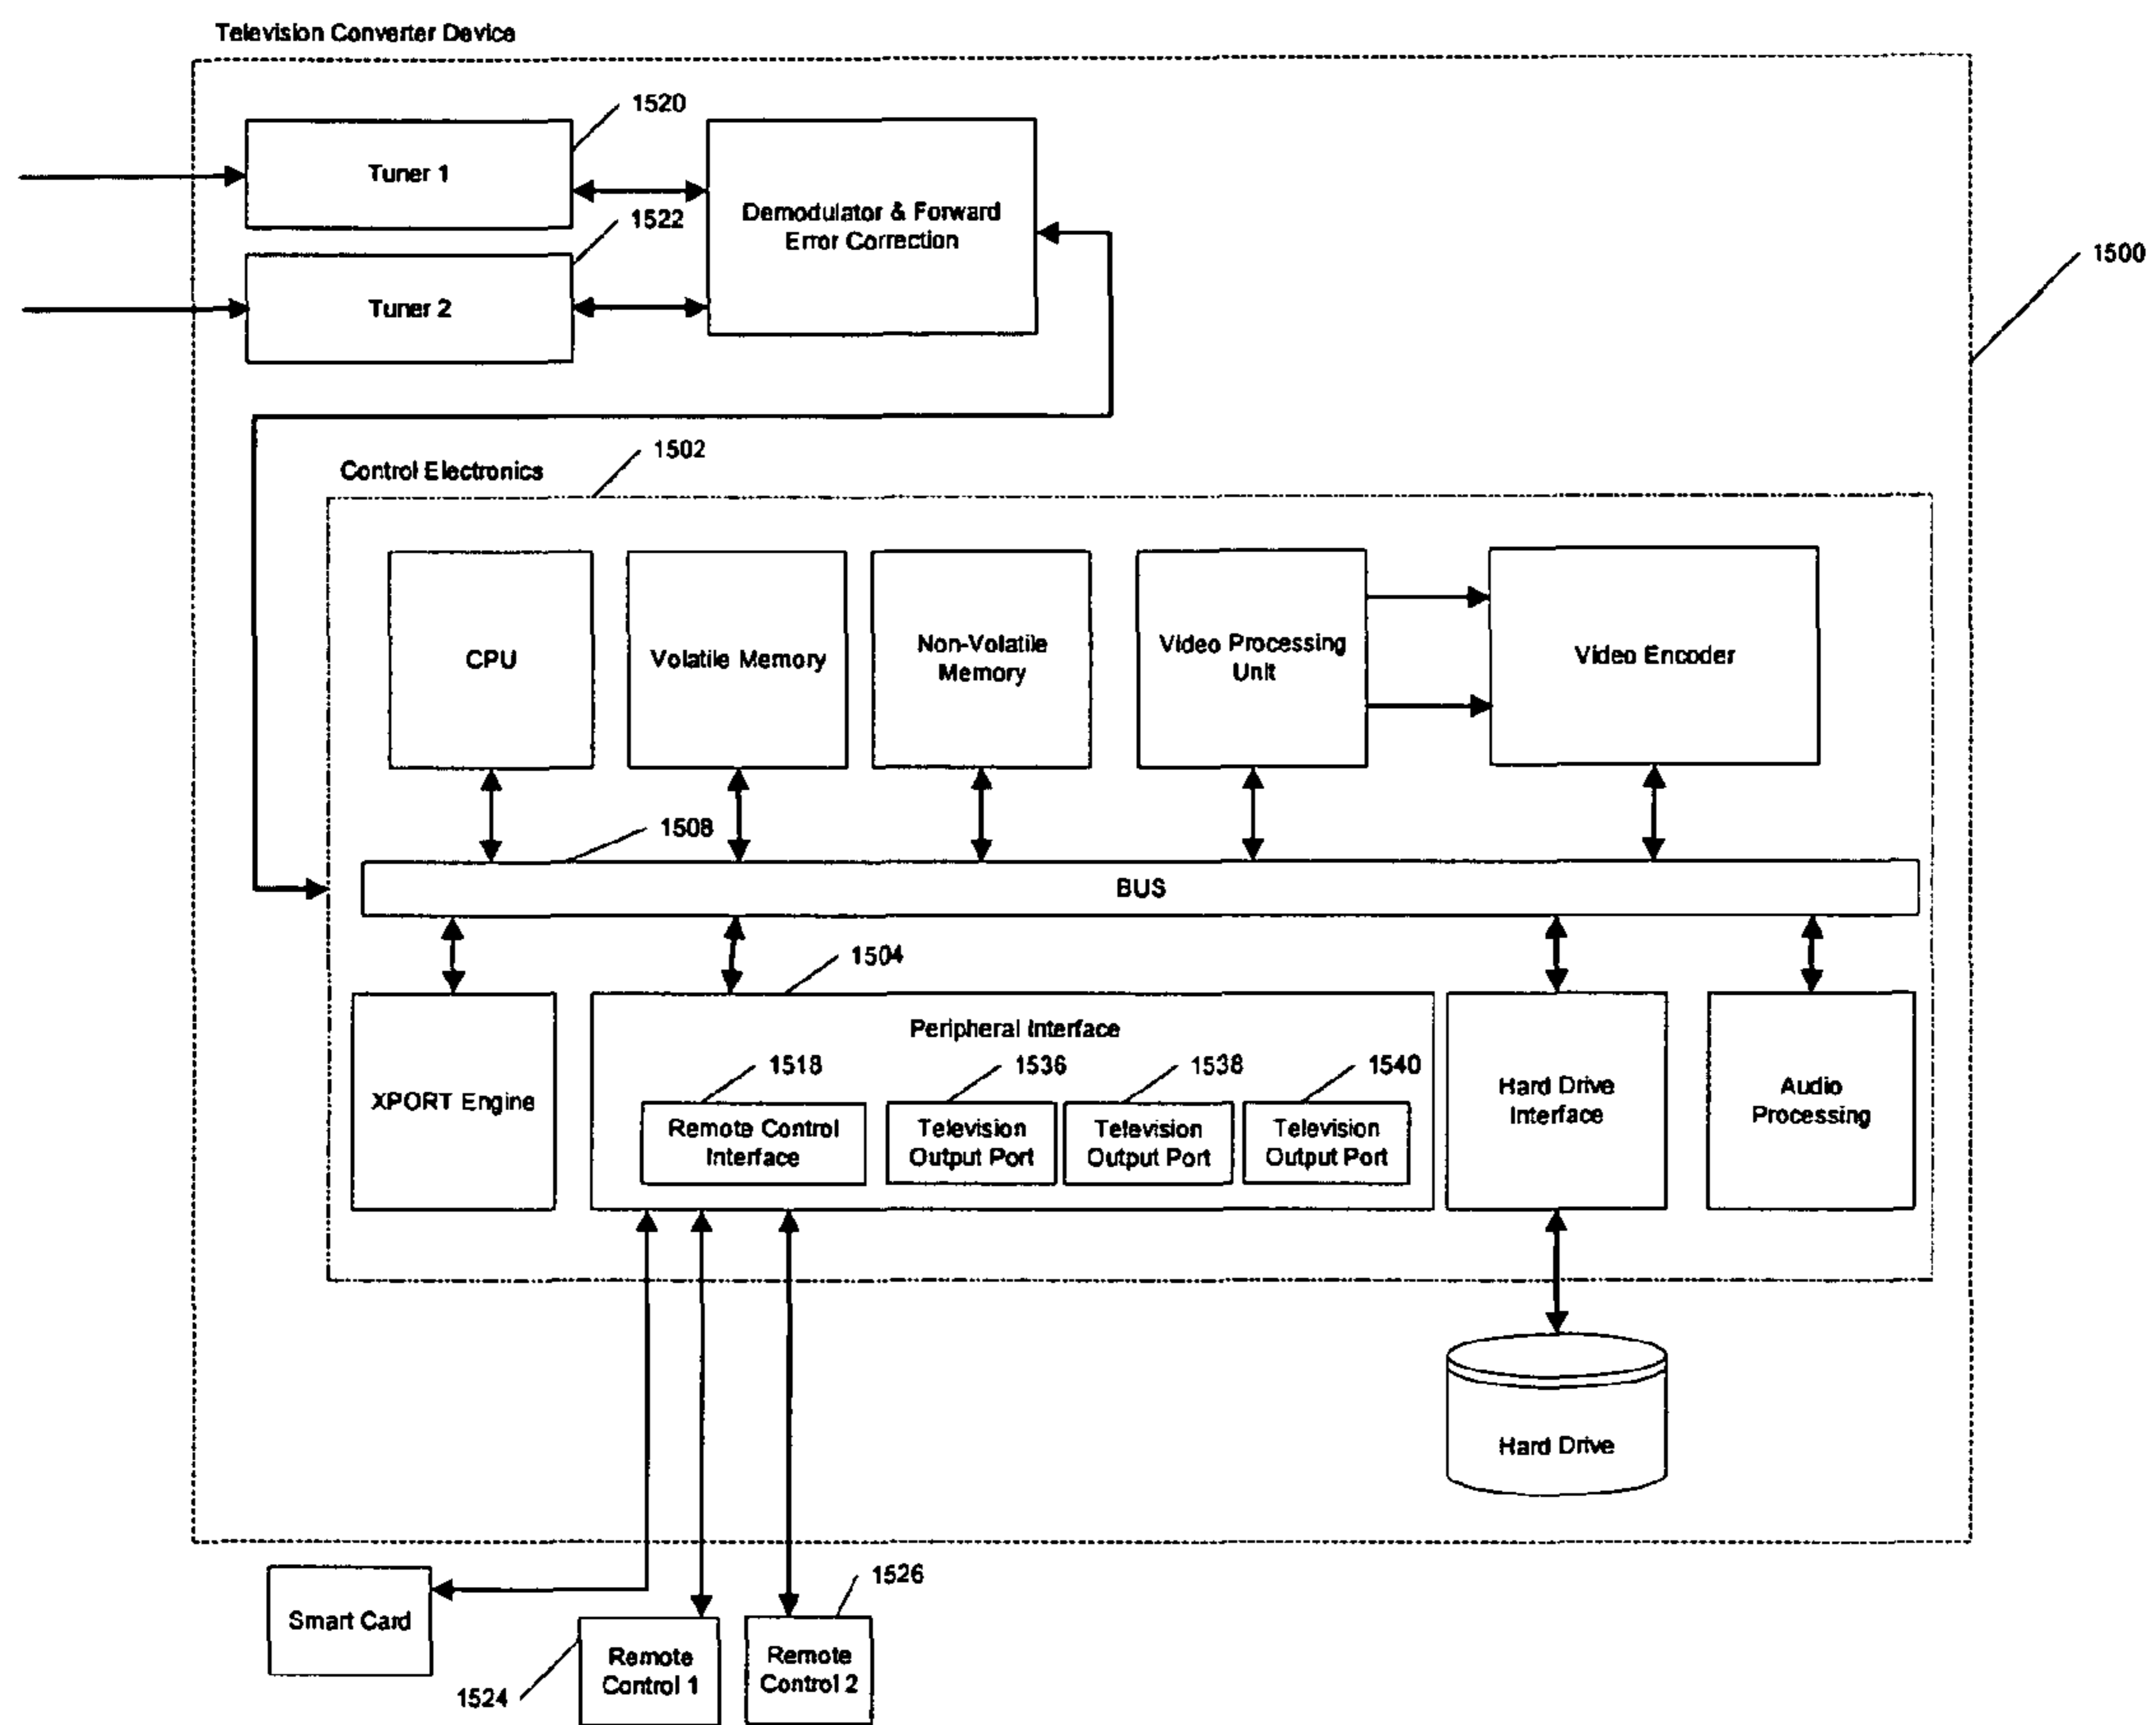 Television Converter Device
1520
Tuner 1
1522
Tuner 2
Demodulator & Forward
Error Correction
1500
1502
Control Electronics
CPU
Volatile Memory
Non-Volatile
Memory
Video Processing
Unit
Video Encoder
1508
BUS
1504
XPORT Engine
Peripheral Interface
1518
1536
1538
1540
Remote Control
Interface
Television
Output Port
Television
Output Port
Television
Output Port
Hard Drive
Interface
Audio
Processing
Hard Drive
Smart Card
1524
Remote
Control 1
1526
Remote
Control 2